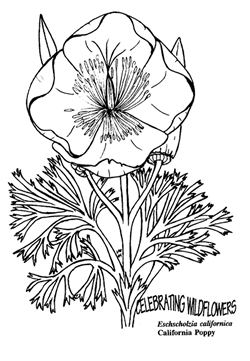 CELEBRATING WILDFLOWERS
Eschscholzia californica
California Poppy